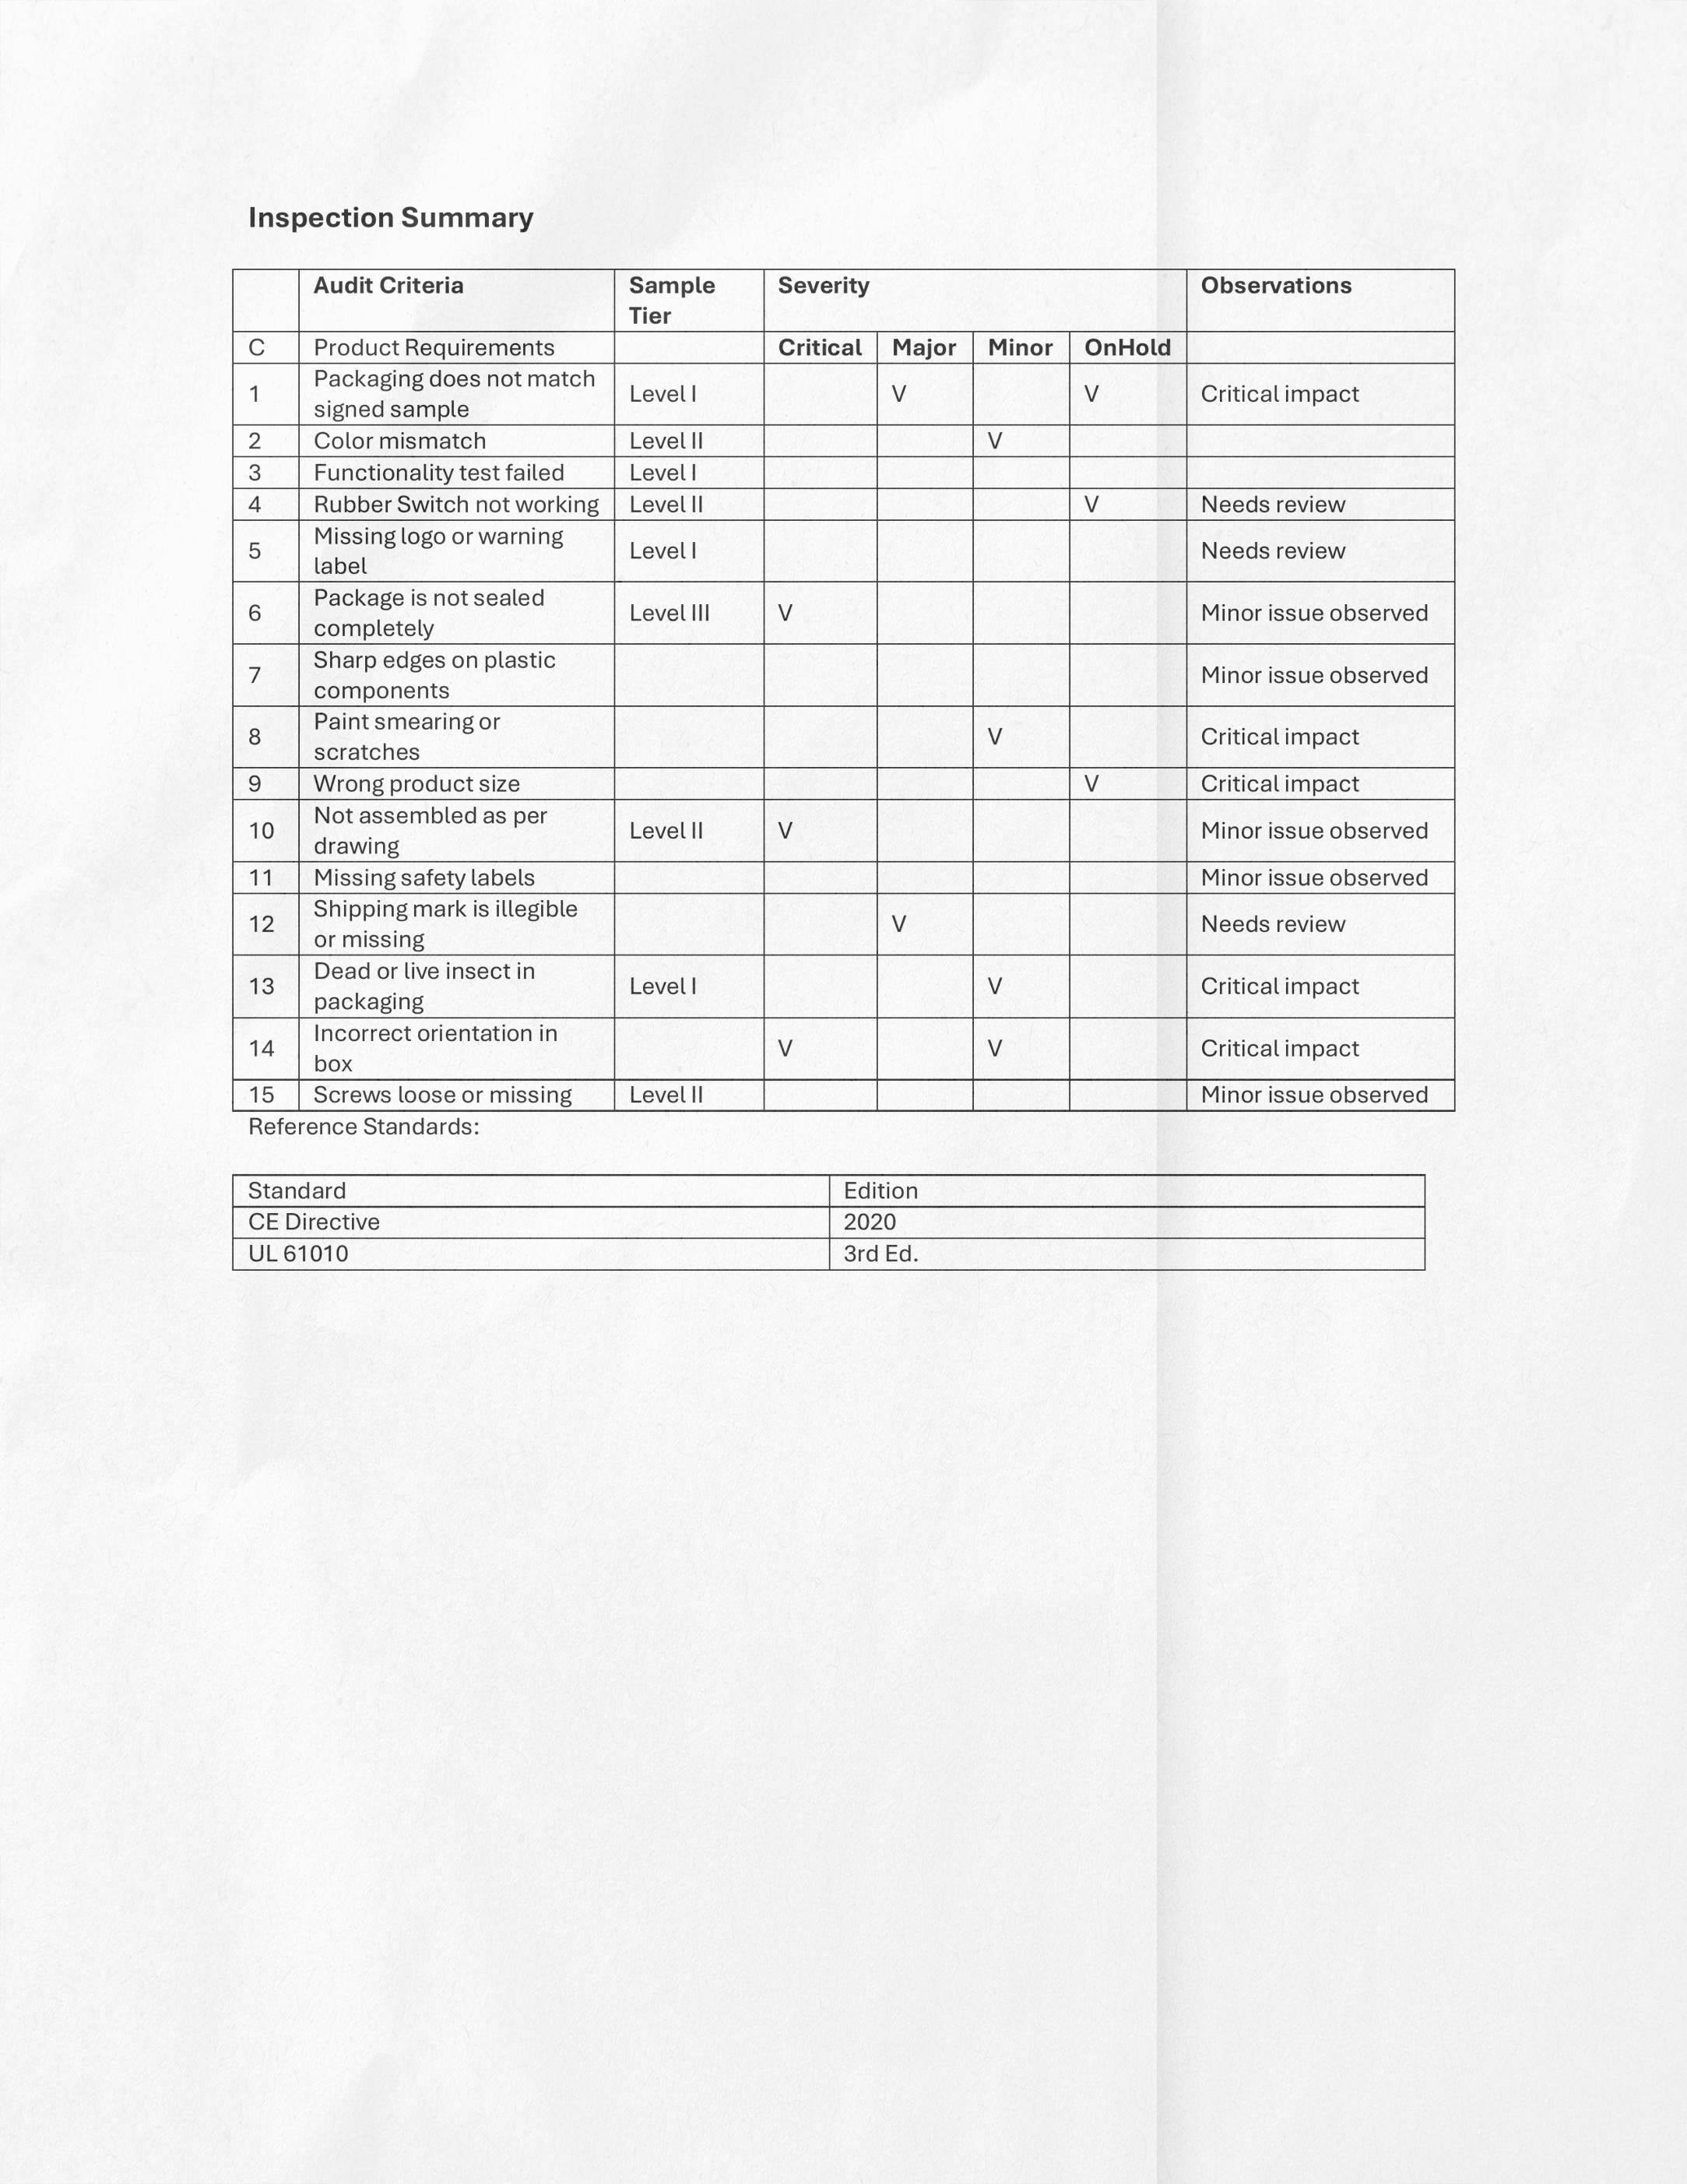 Inspection Summary
Audit Criteria Sample Tier Severity Observations
C Product Requirements Critical Major Minor OnHold
1 Packaging does not match signed sample Level I V V Critical impact
2 Color mismatch Level II V
3 Functionality test failed Level I
4 Rubber Switch not working Level II V Needs review
5 Missing logo or warning label Level I Needs review
6 Package is not sealed completely Level III V Minor issue observed
7 Sharp edges on plastic components Minor issue observed
8 Paint smearing or scratches V Critical impact
9 Wrong product size V Critical impact
10 Not assembled as per drawing Level II V Minor issue observed
11 Missing safety labels Minor issue observed
12 Shipping mark is illegible or missing V Needs review
13 Dead or live insect in packaging Level I V Critical impact
14 Incorrect orientation in box V V Critical impact
15 Screws loose or missing Level II Minor issue observed
Reference Standards:
Standard Edition
CE Directive 2020
UL 61010 3rd Ed.